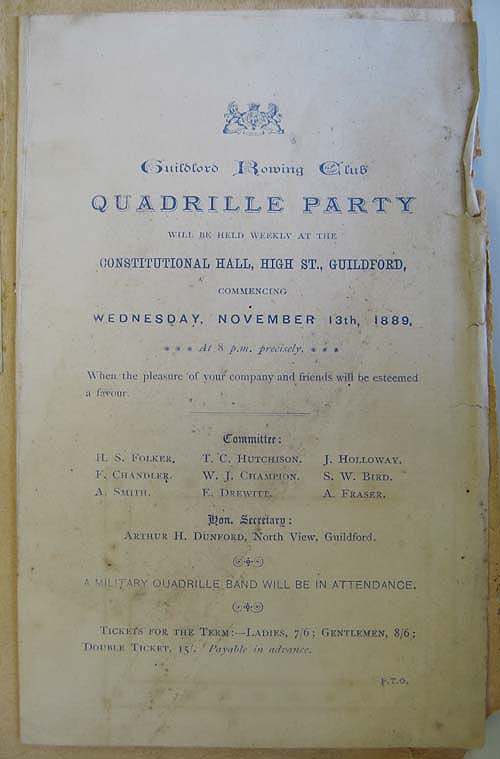 Guildford Rowing Club
QUADRILLE PARTY
WILL BE HELD WEEKLY AT THE
CONSTITUTIONAL HALL, HIGH ST., GUILDFORD,
COMMENCING
WEDNESDAY, NOVEMBER 13th, 1889,
* * * At 8 p.m. precisely. * * *
When the pleasure of your company and friends will be esteemed
a favour.
Committee:
H. S. FOLKER. T. C. HUTCHISON. J. HOLLOWAY.
F. CHANDLER. W. J. CHAMPION. S. W. BIRD.
A. SMITH. E. DREWITT. A. FRASER.
Hon. Secretary:
ARTHUR H. DUNFORD, North View, Guildford.
A MILITARY QUADRILLE BAND WILL BE IN ATTENDANCE.
TICKETS FOR THE TERM:—LADIES, 7/6; GENTLEMEN, 8/6;
DOUBLE TICKET, 15/. Payable in advance.
P.T.O.